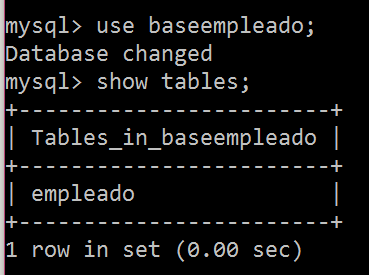 mysql> use baseempleado;
Database changed
mysql> show tables;
+------------------------+
| Tables_in_baseempleado |
+------------------------+
| empleado               |
+------------------------+
1 row in set (0.00 sec)